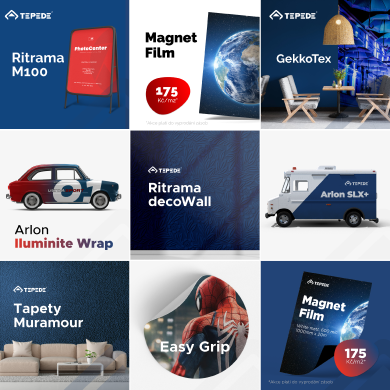 TEPEDE
Ritrama
M100
PhotoCenter
Magnet
Film
175
Kč/m²
TEPEDE
GekkoTex
Arlon
Iluminite Wrap
TEPEDE
Ritrama
decoWall
TEPEDE
Arlon SLX+
TEPEDE
Tapety
Muramour
Easy Grip
TEPEDE
Magnet
Film
175
Kč/m²